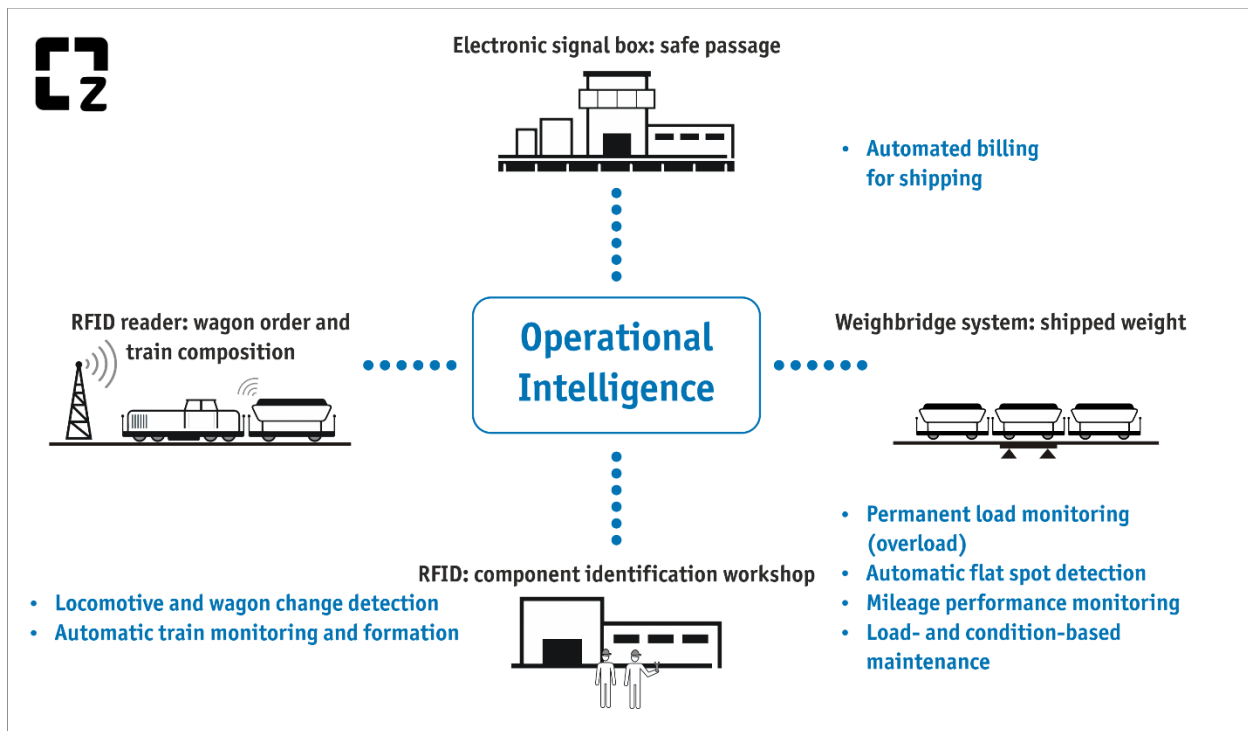 z
Electronic signal box: safe passage
• Automated billing
for shipping
RFID reader: wagon order and
train composition
Operational
Intelligence
Weighbridge system: shipped weight
• Permanent load monitoring
(overload)
• Automatic flat spot detection
• Mileage performance monitoring
• Load- and condition-based
maintenance
RFID: component identification workshop
• Locomotive and wagon change detection
• Automatic train monitoring and formation